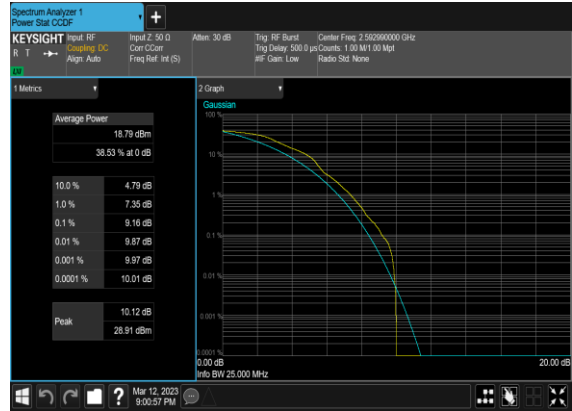 Spectrum Analyzer 1
Power Stat CCDF
KEYSIGHT
R T
Input: RF
Coupling: DC
Align: Auto
Input Z: 50 Ω
Corr CCorr
Freq Ref: Int (S)
Atten: 30 dB
Trig: RF Burst
Trig Delay: 500.0 µs
#IF Gain: Low
Center Freq: 2.592990000 GHz
Counts: 1.00 M/1.00 Mpt
Radio Std: None
1 Metrics
Average Power
18.79 dBm
38.53 % at 0 dB
10.0 % 4.79 dB
1.0 % 7.35 dB
0.1 % 9.16 dB
0.01 % 9.87 dB
0.001 % 9.97 dB
0.0001 % 10.01 dB
Peak
10.12 dB
28.91 dBm
2 Graph
Gaussian
100 %
10 %
1 %
0.1 %
0.01 %
0.001 %
0.0001 %
0.00 dB
20.00 dB
Info BW 25.000 MHz
?
Mar 12, 2023
9:00:57 PM